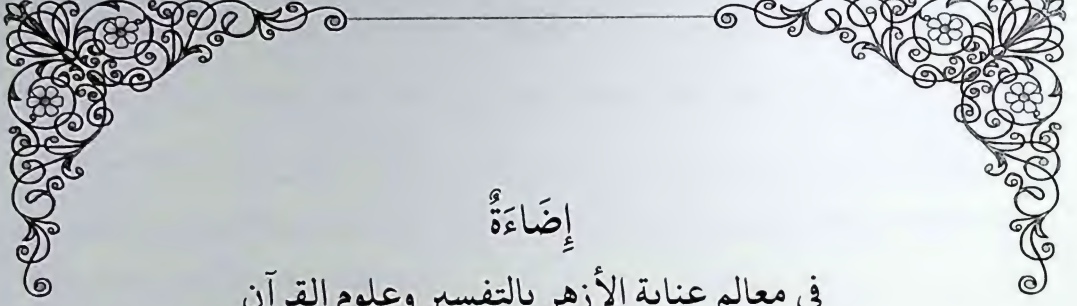 إِضَاءَةٌ
في معالم عناية الأزهر بالتفسير وعلوم القرآن